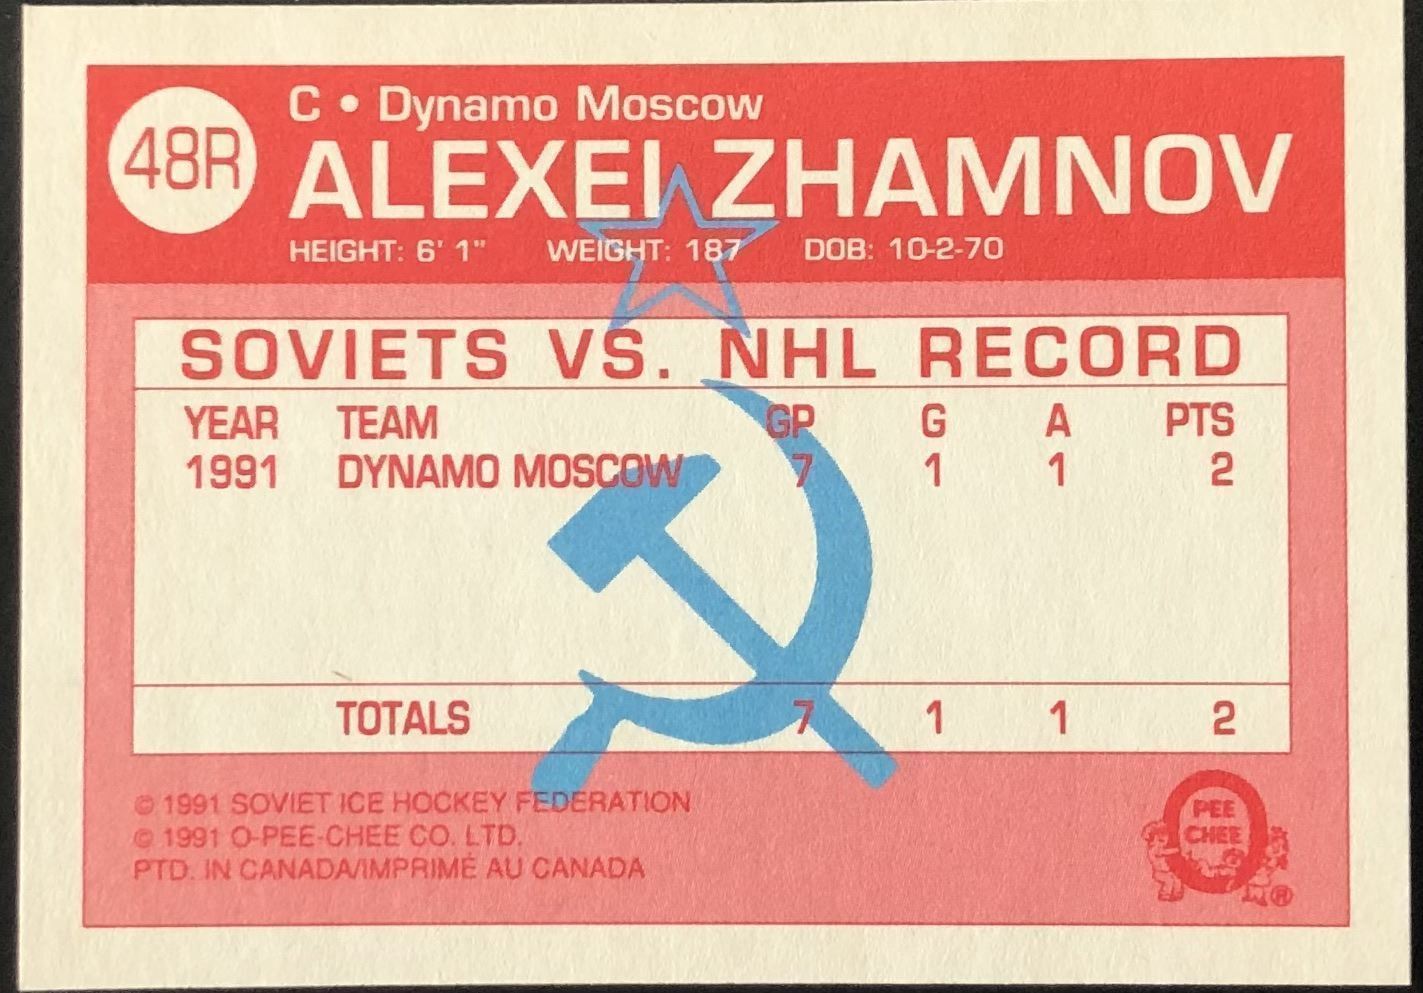 48R
C • Dynamo Moscow
ALEXEI ZHAMNOV
HEIGHT: 6' 1" WEIGHT: 187 DOB: 10-2-70
SOVIETS VS. NHL RECORD
YEAR TEAM GP G A PTS
1991 DYNAMO MOSCOW 7 1 1 2
TOTALS 7 1 1 2
© 1991 SOVIET ICE HOCKEY FEDERATION
© 1991 O-PEE-CHEE CO. LTD.
PTD. IN CANADA/IMPRIMÉ AU CANADA
PEE
CHEE
®